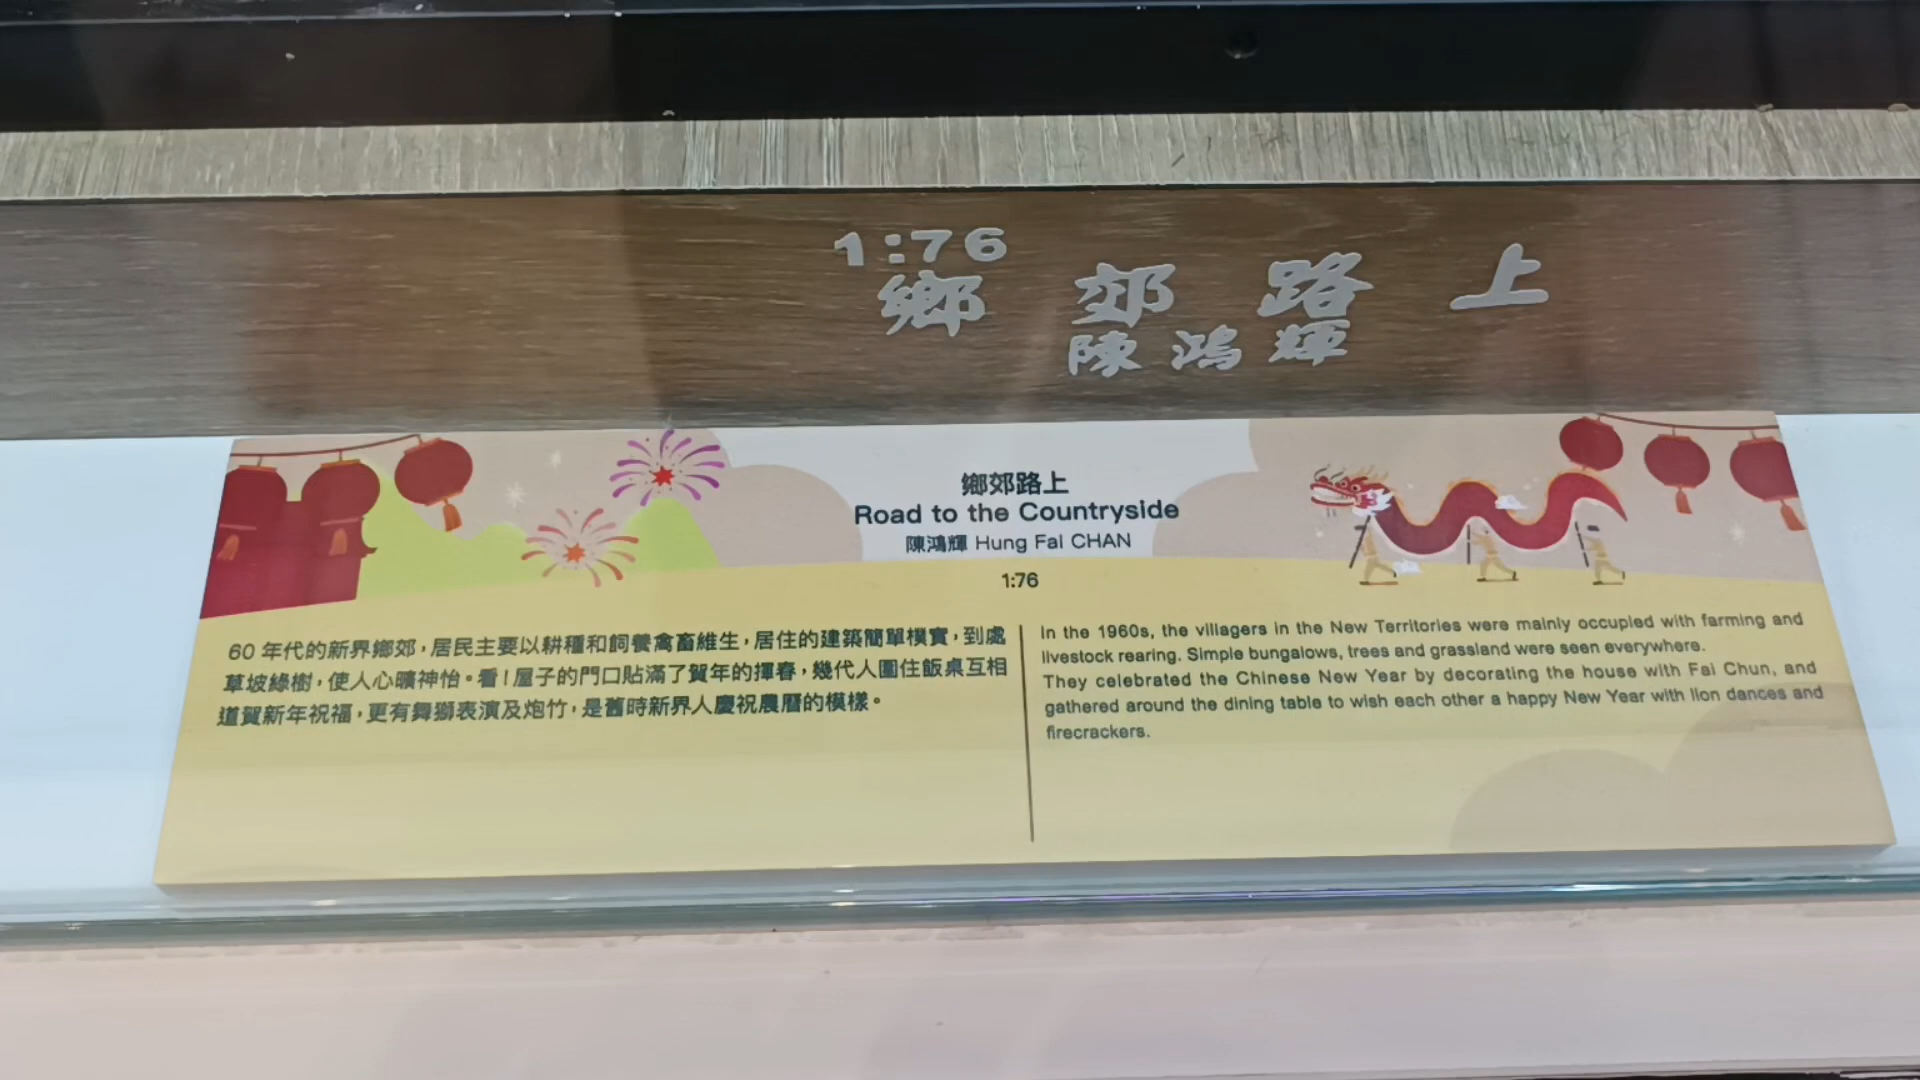 1:76
鄉郊路上
陳鴻輝
鄉郊路上
Road to the Countryside
陳鴻輝 Hung Fai CHAN
1:76
60 年代的新界鄉郊，居民主要以耕種和飼養禽畜維生，居住的建築簡單樸實，到處
草坡綠樹，使人心曠神怡。看！屋子的門口貼滿了賀年的揮春，幾代人圍住飯桌互相
道賀新年祝福，更有舞獅表演及炮竹，是舊時新界人慶祝農曆的模樣。
In the 1960s, the villagers in the New Territories were mainly occupied with farming and
livestock rearing. Simple bungalows, trees and grassland were seen everywhere.
They celebrated the Chinese New Year by decorating the house with Fai Chun, and
gathered around the dining table to wish each other a happy New Year with lion dances and
firecrackers.